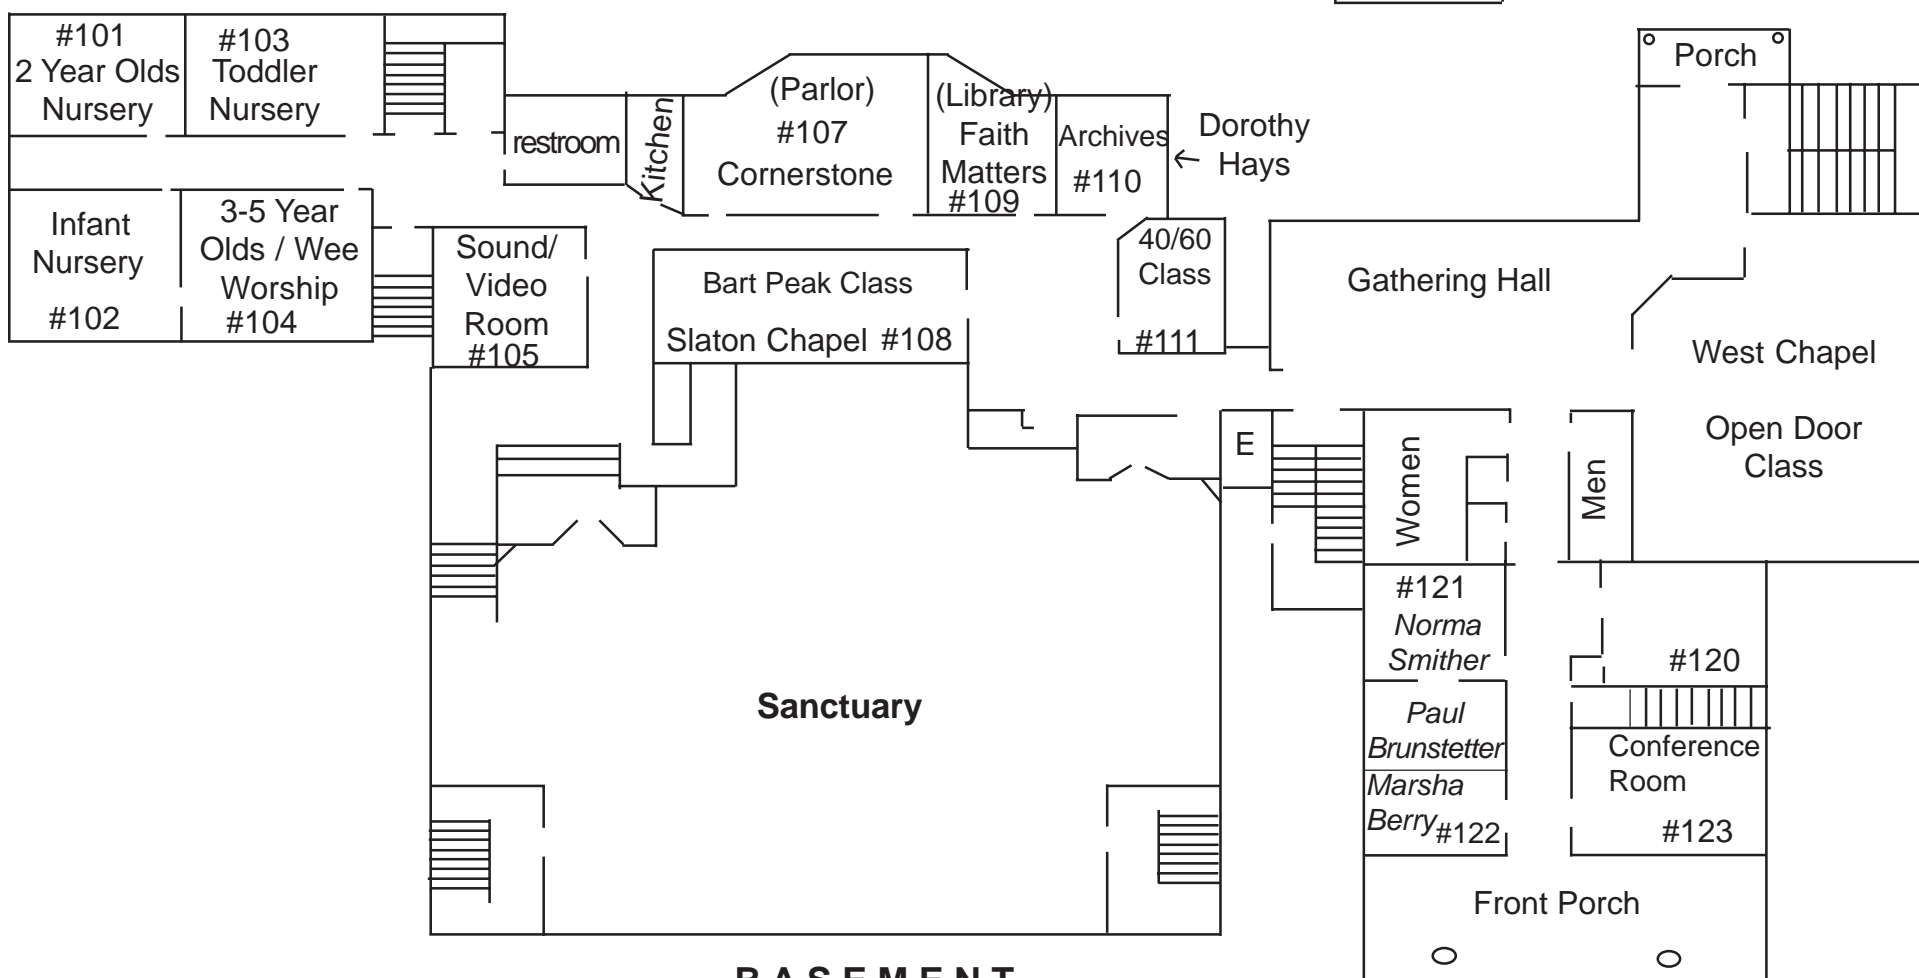 #101
2 Year Olds
Nursery
#103
Toddler
Nursery
restroom
Kitchen
(Parlor)
#107
Cornerstone
(Library)
Faith
Matters
#109
Archives
#110
Dorothy
Hays
Porch
Infant
Nursery
#102
3-5 Year
Olds / Wee
Worship
#104
Sound/
Video
Room
#105
Bart Peak Class
Slaton Chapel #108
40/60
Class
#111
Gathering Hall
West Chapel
Open Door
Class
E
Women
Men
#121
Norma
Smither
#120
Sanctuary
Paul
Brunstetter
Marsha
Berry
#122
Conference
Room
#123
Front Porch
BASEMENT